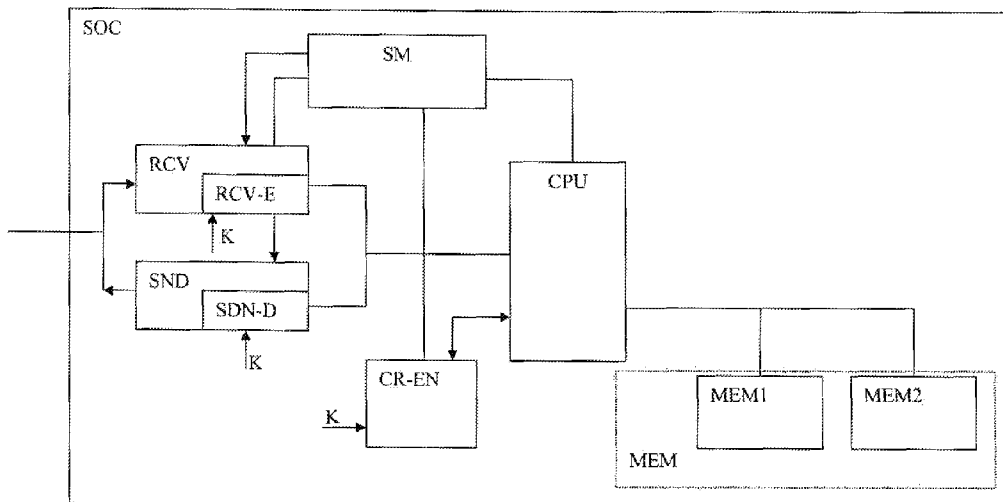 SOC
SM
RCV
RCV-E
K
CPU
SND
SDN-D
K
CR-EN
K
MEM1
MEM2
MEM